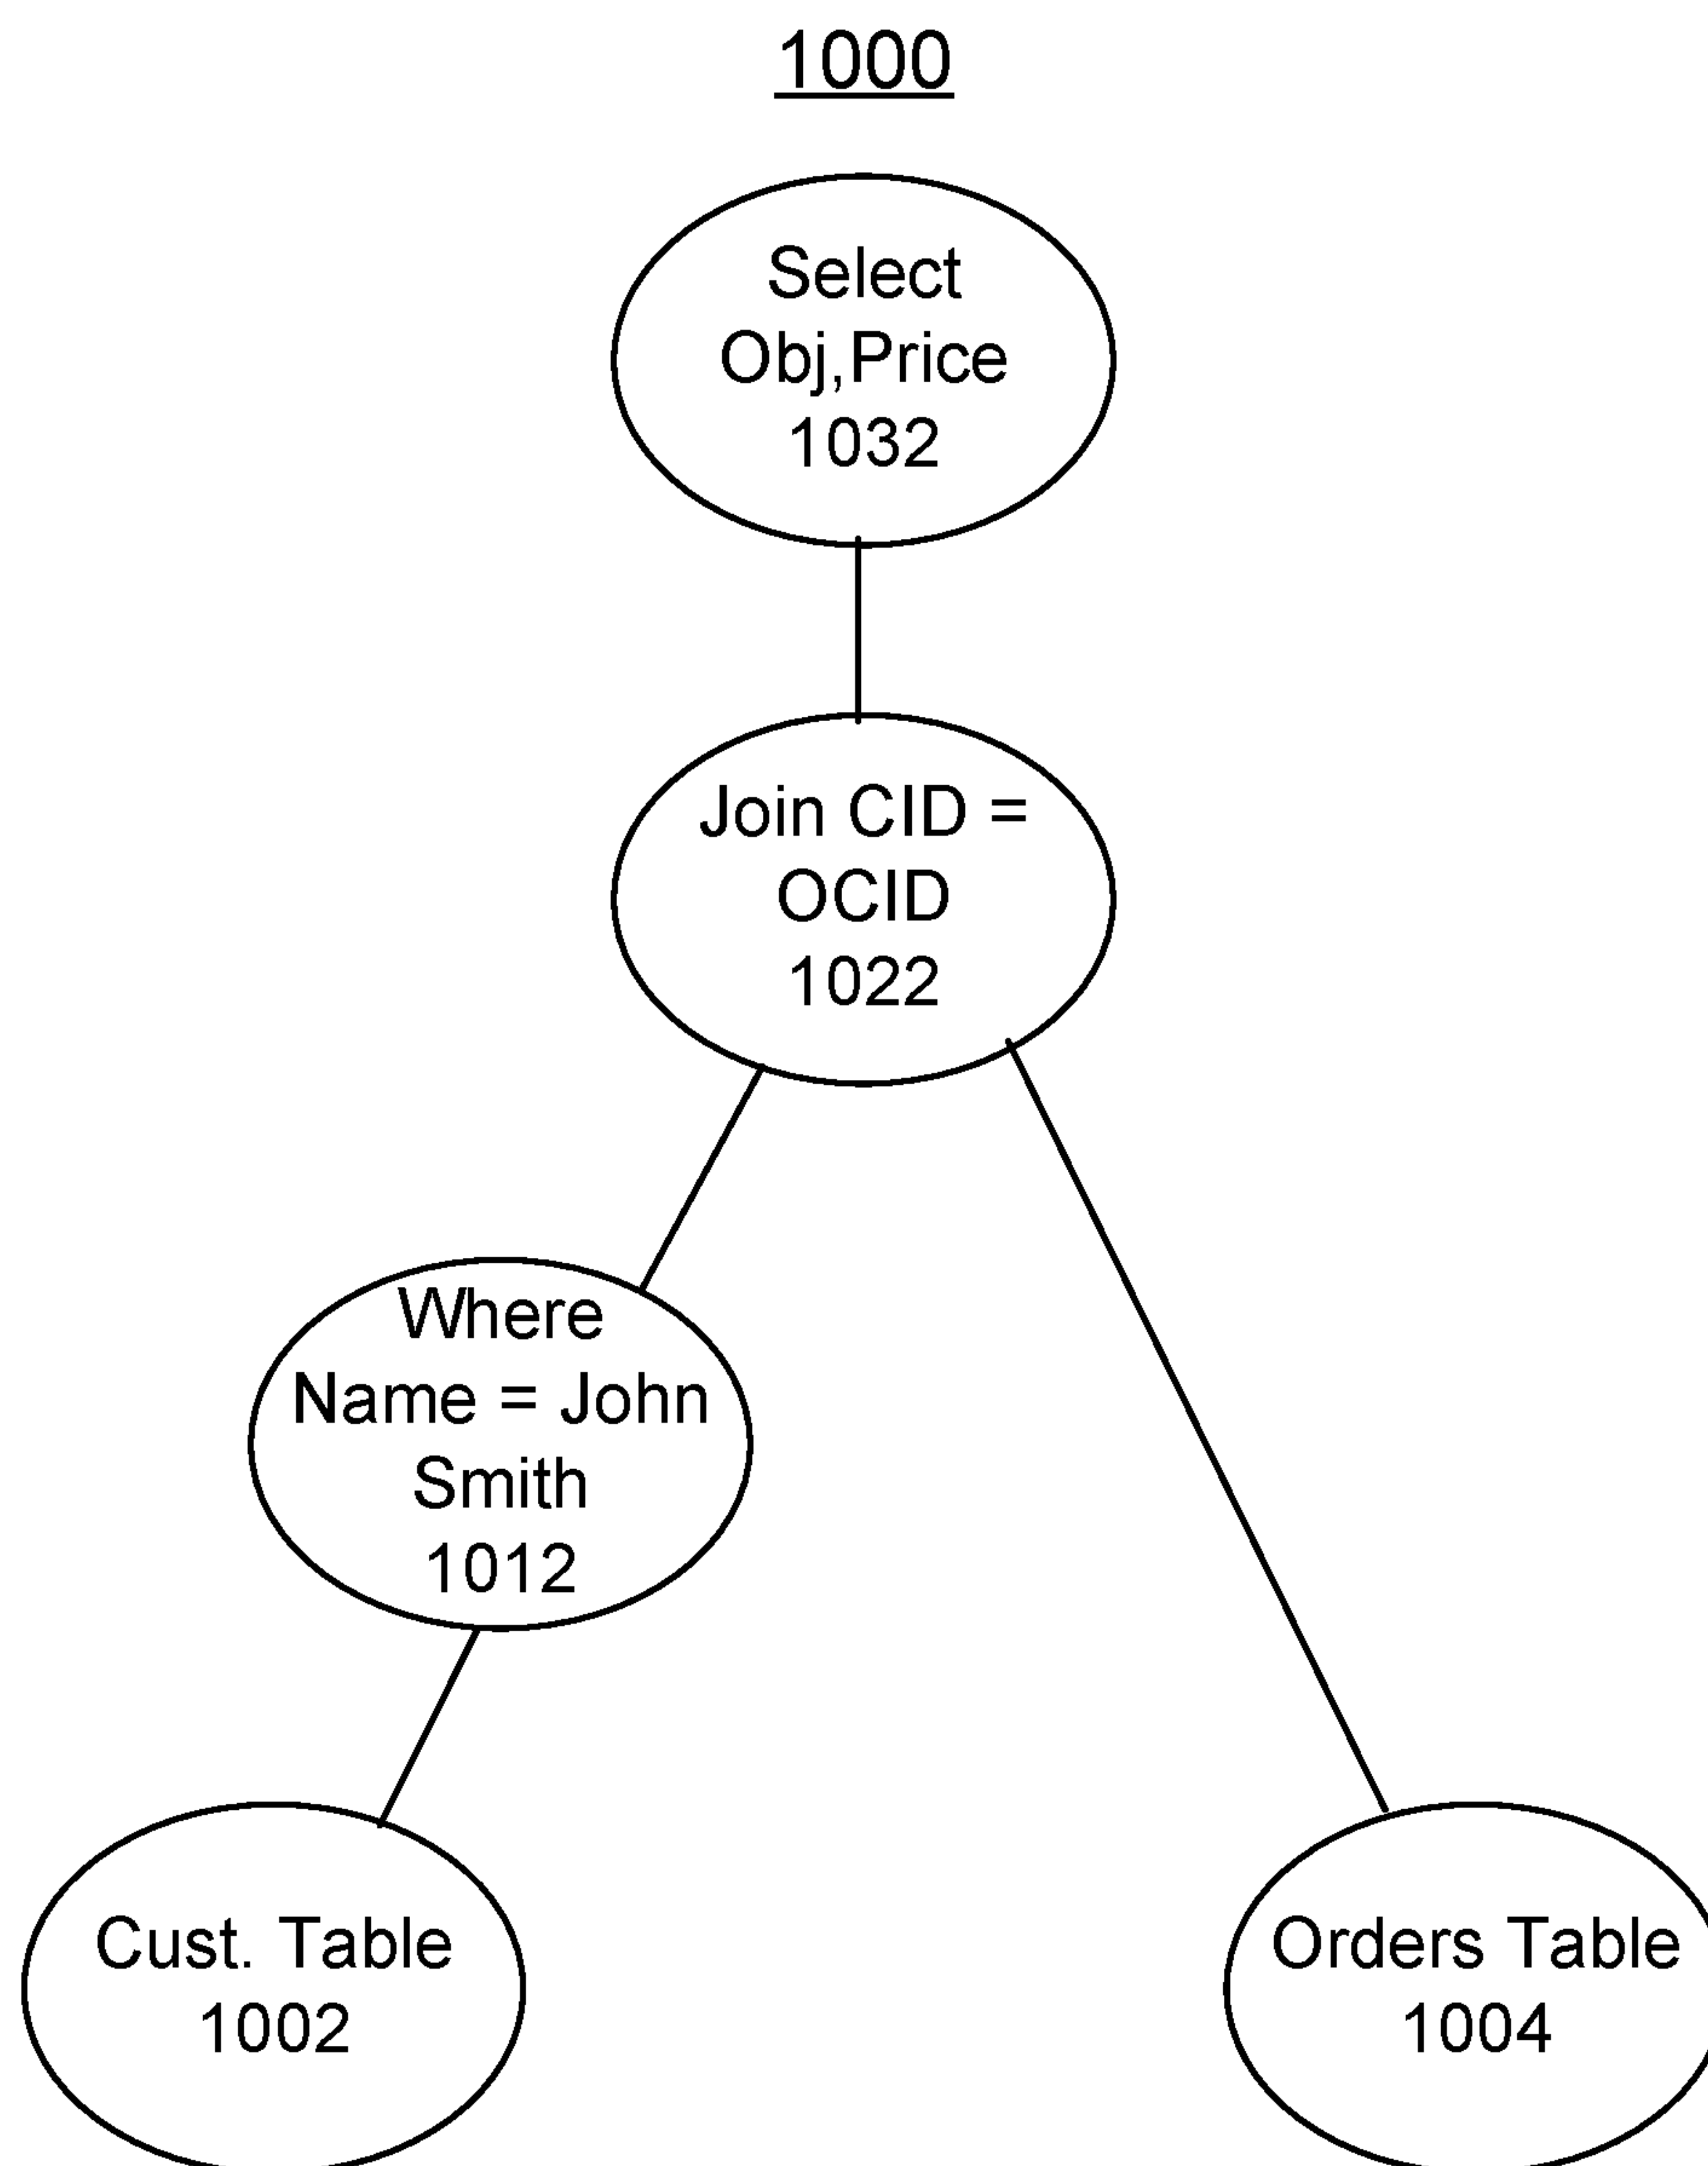 1000
Select
Obj,Price
1032
Join CID =
OCID
1022
Where
Name = John
Smith
1012
Cust. Table
1002
Orders Table
1004